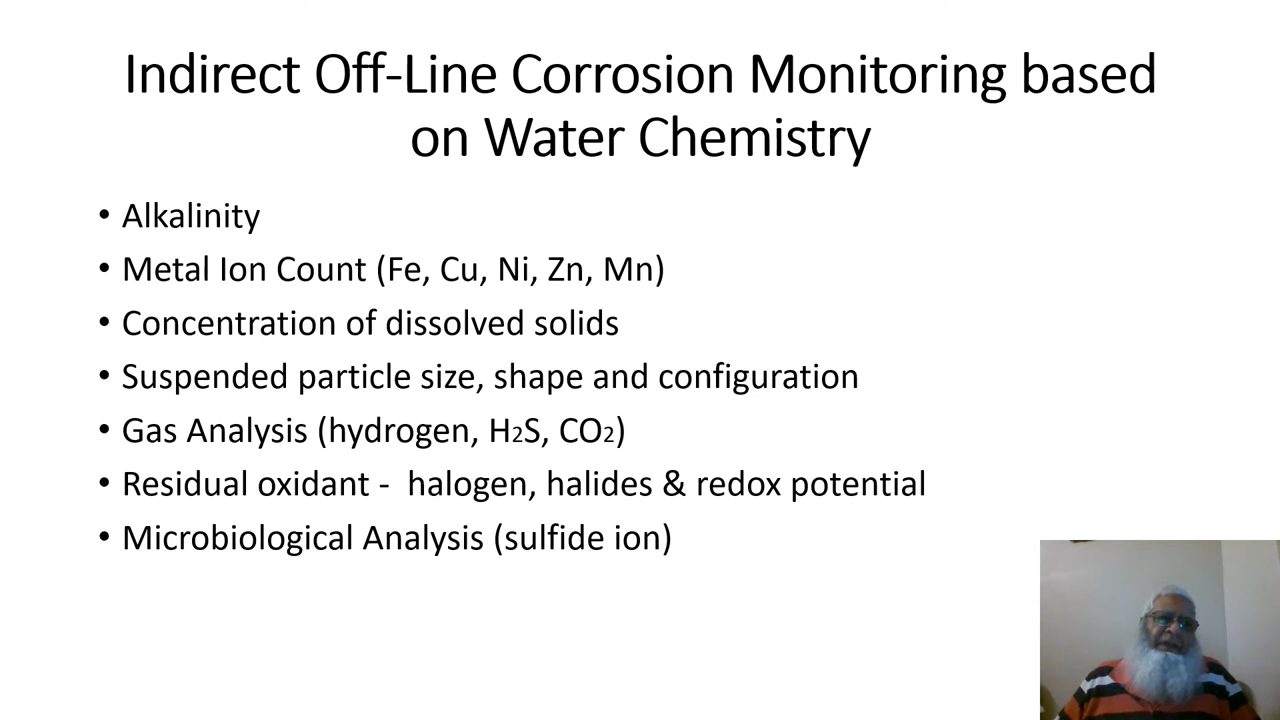 Indirect Off-Line Corrosion Monitoring based
on Water Chemistry
• Alkalinity
• Metal Ion Count (Fe, Cu, Ni, Zn, Mn)
• Concentration of dissolved solids
• Suspended particle size, shape and configuration
• Gas Analysis (hydrogen, H2S, CO2)
• Residual oxidant - halogen, halides & redox potential
• Microbiological Analysis (sulfide ion)